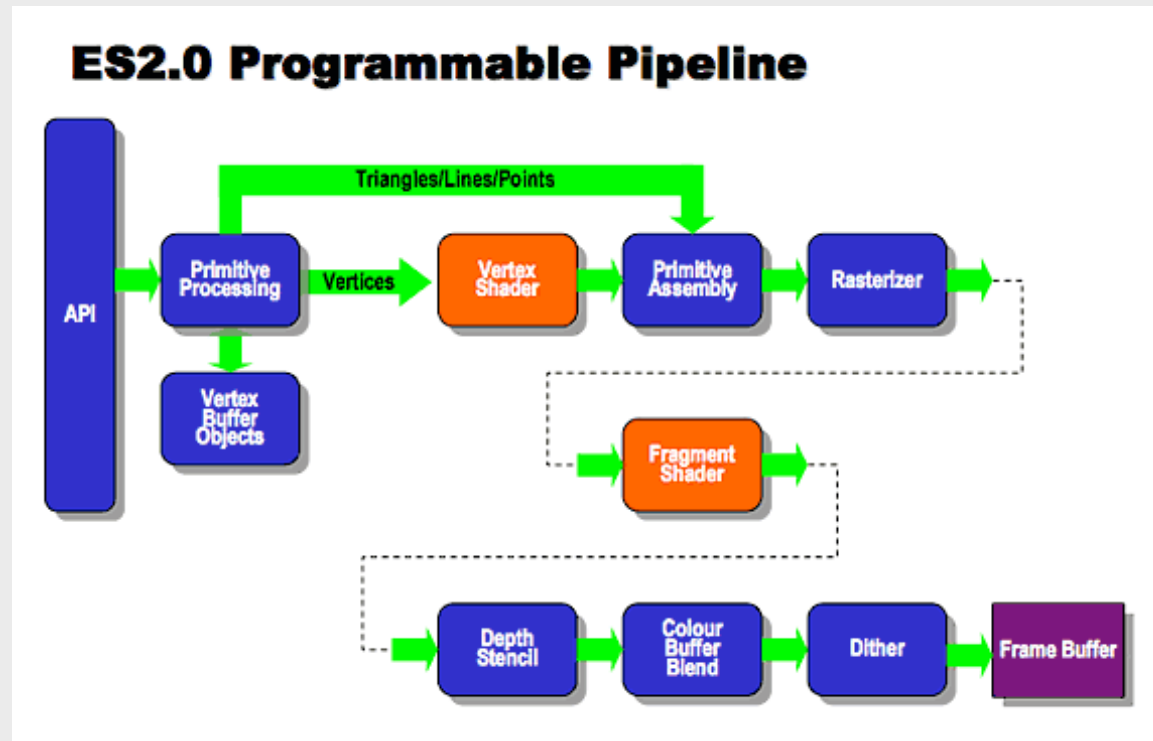 ES2.0 Programmable Pipeline
Triangles/Lines/Points
API
Primitive
Processing
Vertices
Vertex
Shader
Primitive
Assembly
Rasterizer
Vertex
Buffer
Objects
Fragment
Shader
Depth
Stencil
Colour
Buffer
Blend
Dither
Frame Buffer